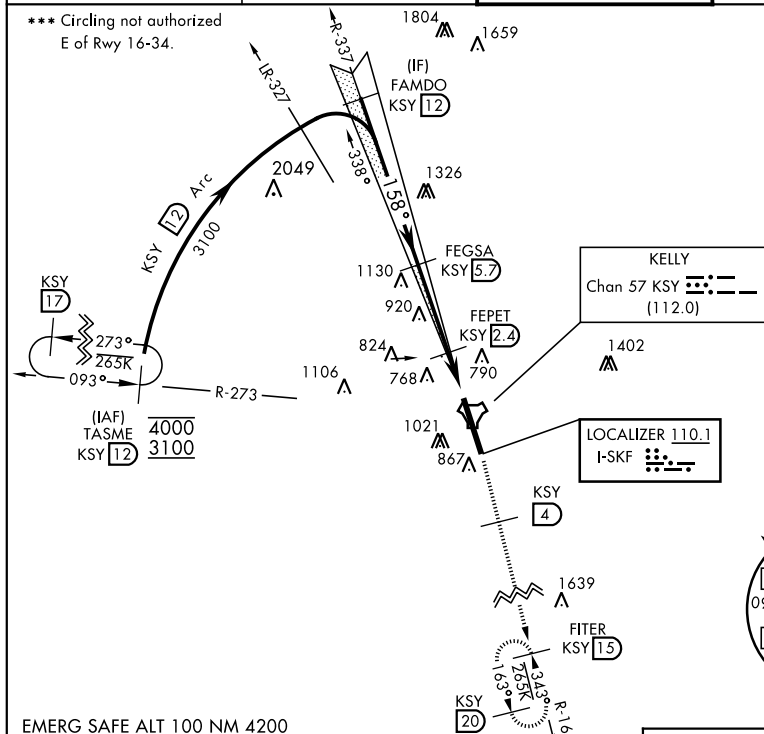 *** Circling not authorized
E of Rwy 16-34.
1804
1659
R-337
LR-327
(IF)
FAMDO
KSY 12
2049
338°
1326
158°
KSY 12 Arc
3100
FEGSA
KSY 5.7
1130
KELLY
Chan 57 KSY
(112.0)
KSY
17
920
FEPET
KSY 2.4
273°
265K
093°
824
790
1402
768
R-273
1106
(IAF)
TASME
KSY 12
4000
3100
1021
867
LOCALIZER 110.1
I-SKF
KSY
4
1639
FITER
KSY 15
163°
265K
343°
KSY
20
EMERG SAFE ALT 100 NM 4200